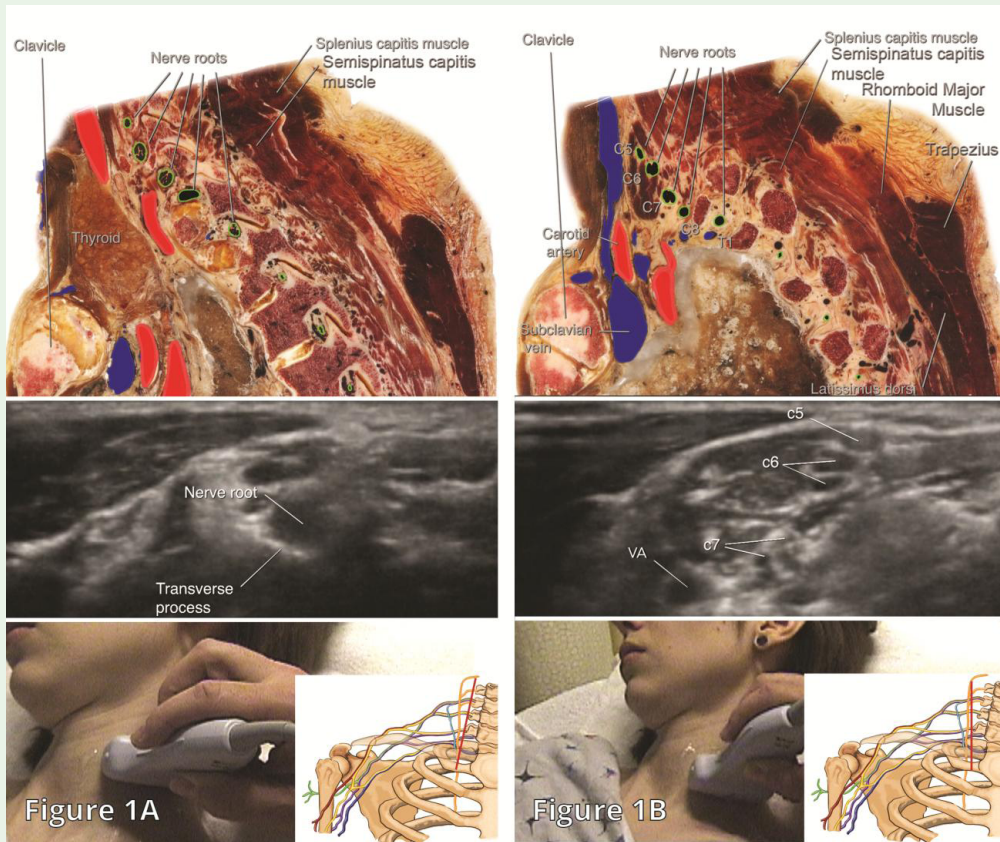 Clavicle
Nerve roots
Splenius capitis muscle
Semispinatus capitis
muscle
Thyroid
Clavicle
Nerve roots
Splenius capitis muscle
Semispinatus capitis
muscle
Rhomboid Major
Muscle
Trapezius
C5
C6
C7
C8
T1
Carotid
artery
Subclavian
vein
Latissimus dorsi
Nerve root
Transverse
process
c5
c6
c7
VA
Figure 1A
Figure 1B